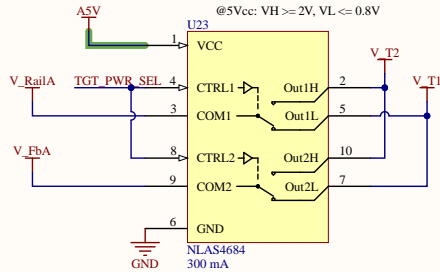 A5V
@5Vcc: VH >= 2V, VL <= 0.8V
U23
1 VCC
V_T2
V_RailA
TGT_PWR_SEL
4 CTRL1 Out1H 2
V_T1
3 COM1 Out1L 5
V_FbA
8 CTRL2 Out2H 10
9 COM2 Out2L 7
6 GND
GND
NLAS4684
300 mA